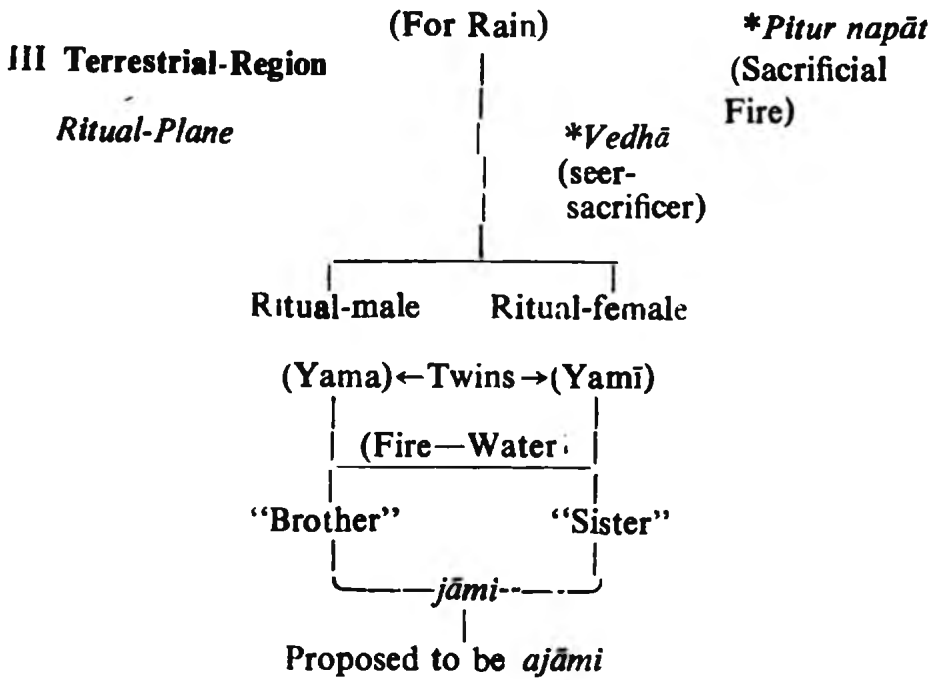 (For Rain)
*Pitur napāt
(Sacrificial
Fire)
III Terrestrial-Region
Ritual-Plane
*Vedhā
(seer-
sacrificer)
Ritual-male Ritual-female
(Yama)←Twins→(Yamī)
(Fire—Water
“Brother” “Sister”
jāmi
Proposed to be ajāmi